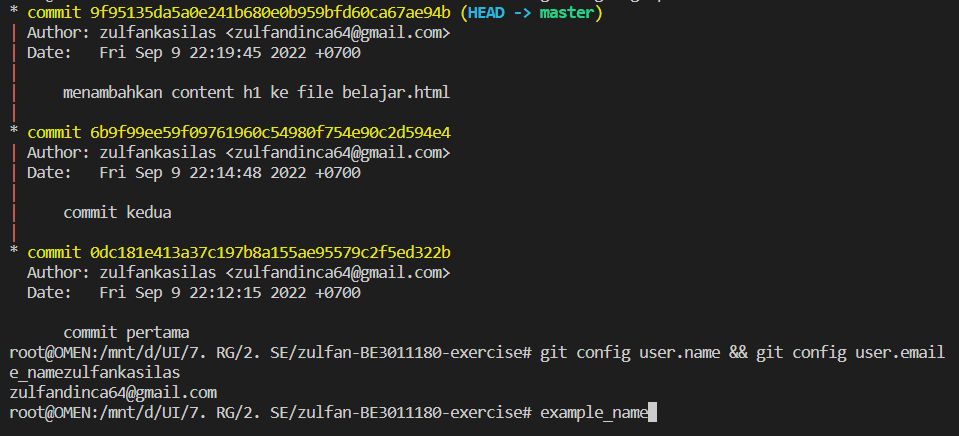 * commit 9f95135da5a0e241b680e0b959bfd60ca67ae94b (HEAD -> master)
| Author: zulfankasilas <zulfandinca64@gmail.com>
| Date:   Fri Sep 9 22:19:45 2022 +0700
|
|     menambahkan content h1 ke file belajar.html
|
* commit 6b9f99ee59f09761960c54980f754e90c2d594e4
| Author: zulfankasilas <zulfandinca64@gmail.com>
| Date:   Fri Sep 9 22:14:48 2022 +0700
|
|     commit kedua
|
* commit 0dc181e413a37c197b8a155ae95579c2f5ed322b
  Author: zulfankasilas <zulfandinca64@gmail.com>
  Date:   Fri Sep 9 22:12:15 2022 +0700

      commit pertama
root@OMEN:/mnt/d/UI/7. RG/2. SE/zulfan-BE3011180-exercise# git config user.name && git config user.email
e_namezulfankasilas
zulfandinca64@gmail.com
root@OMEN:/mnt/d/UI/7. RG/2. SE/zulfan-BE3011180-exercise# example_name